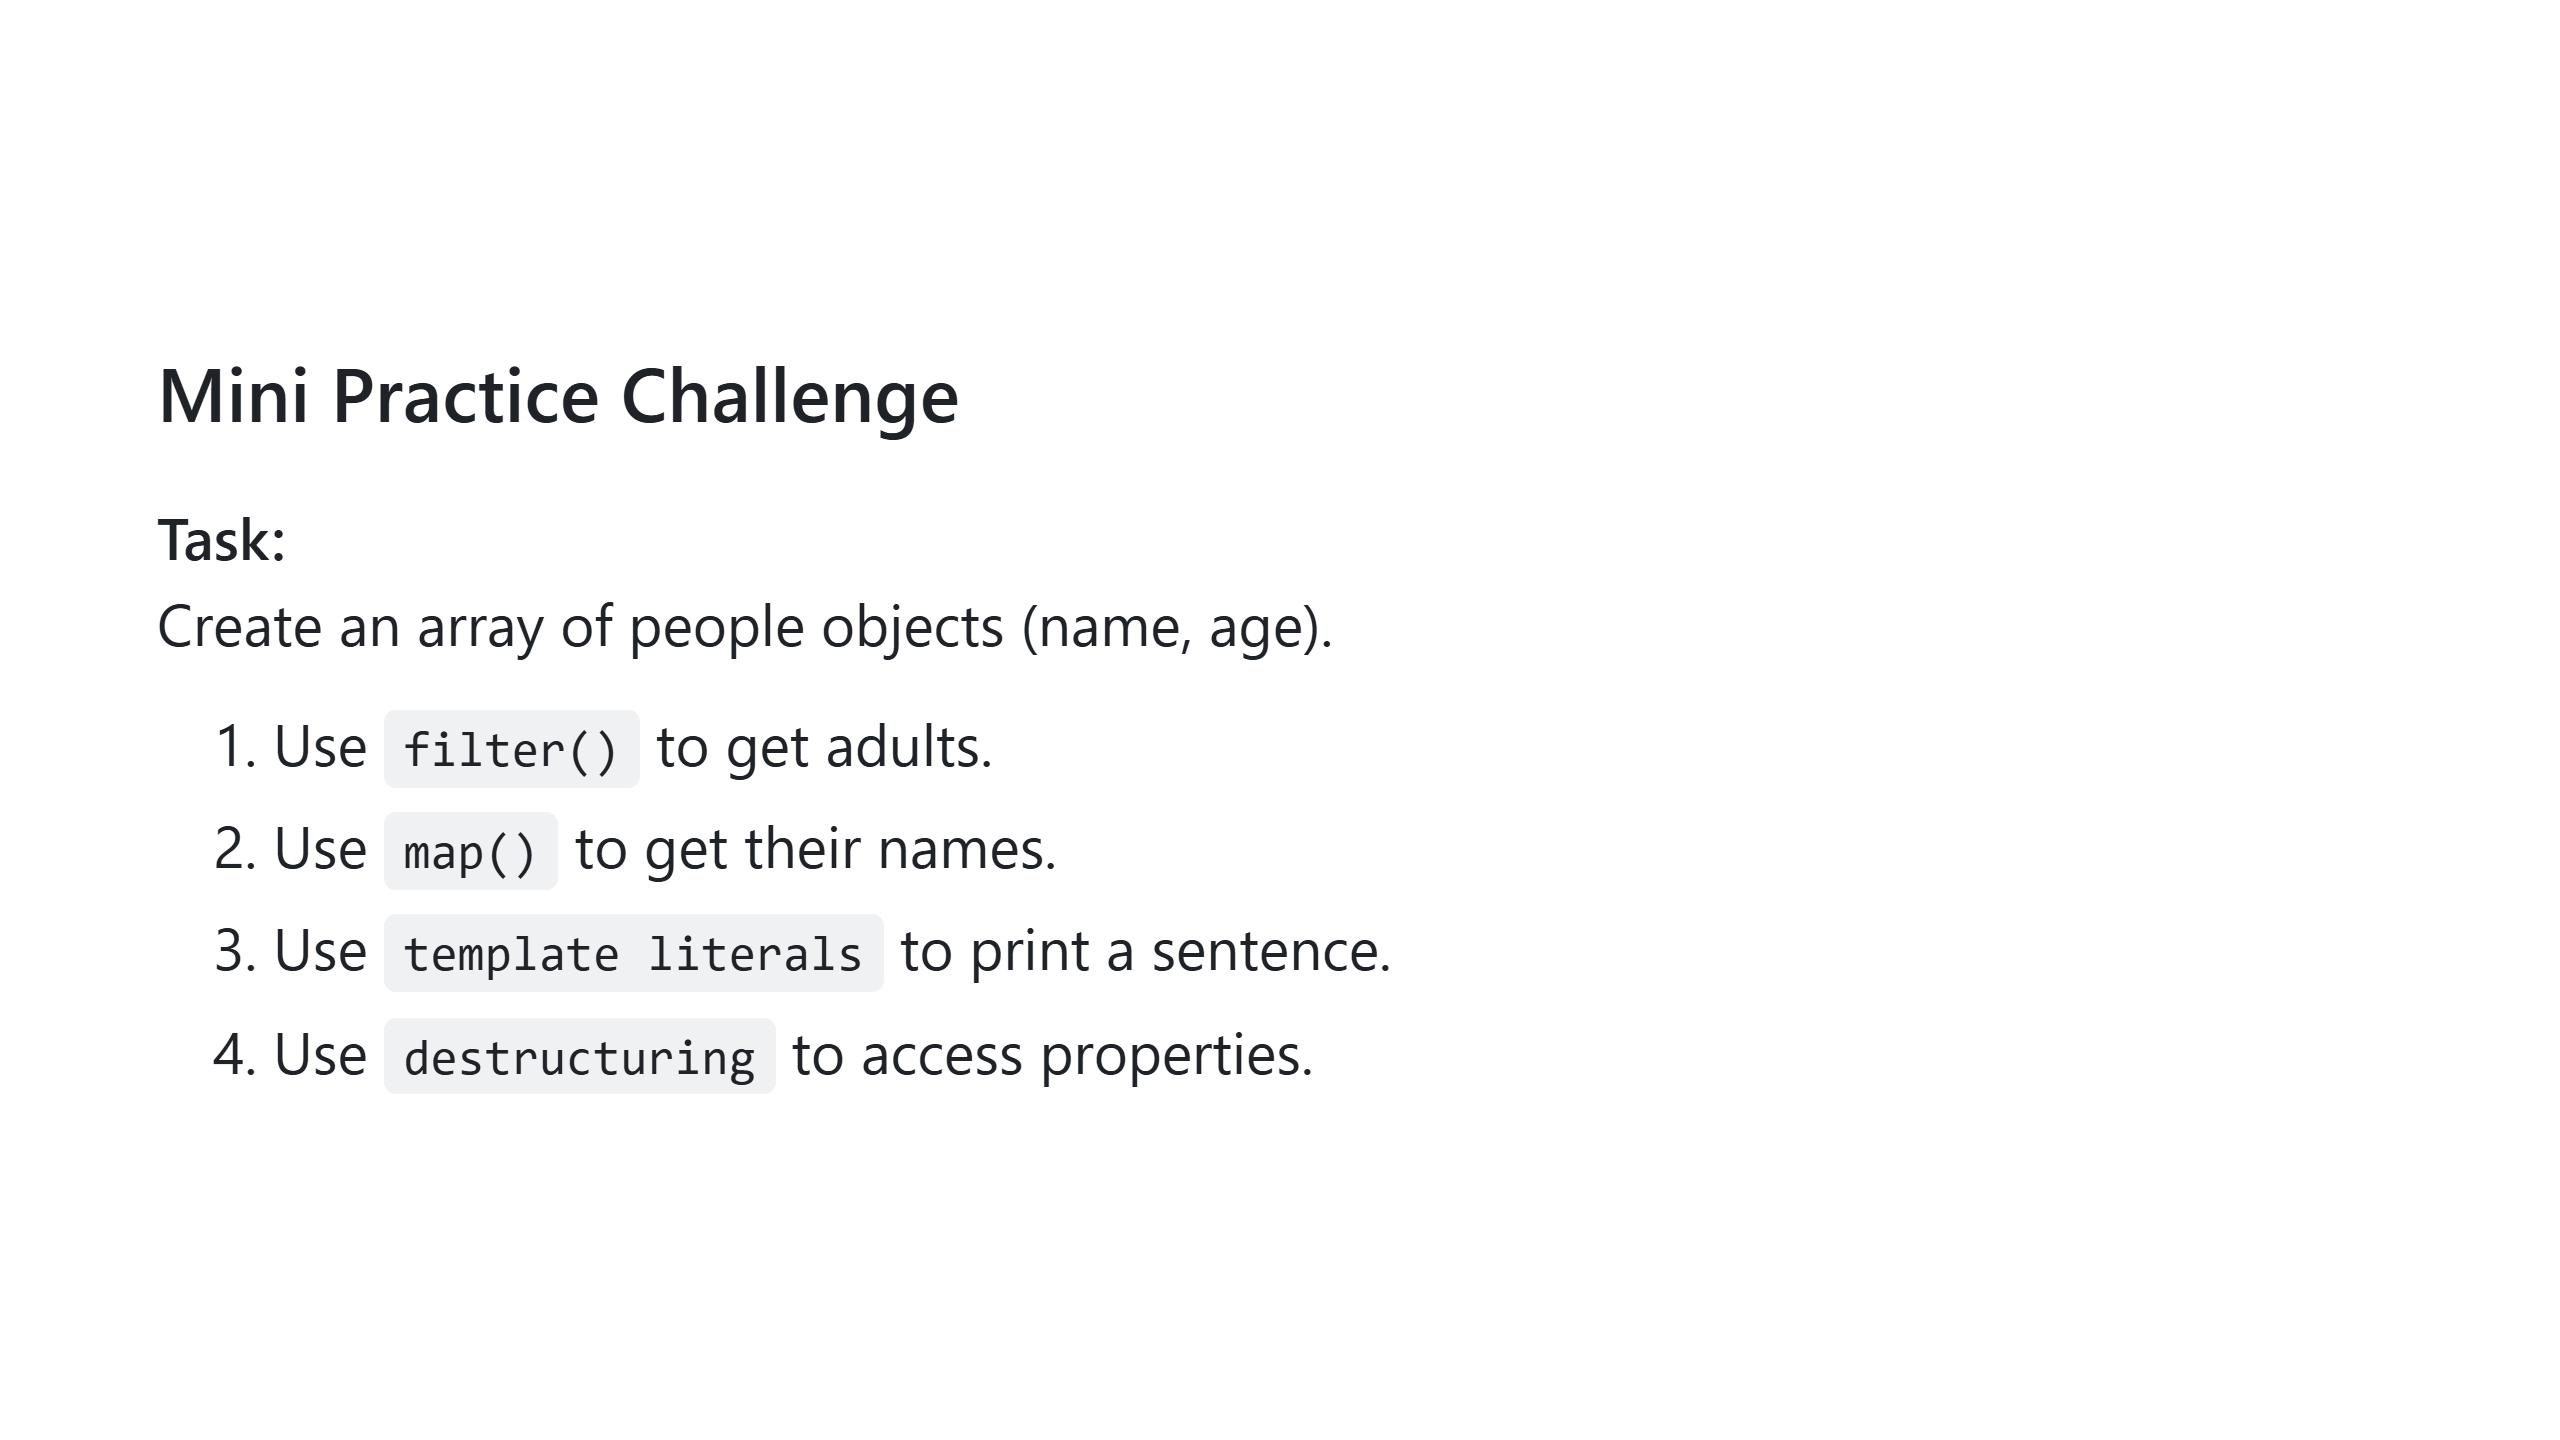 Mini Practice Challenge
Task:
Create an array of people objects (name, age).
1. Use filter() to get adults.
2. Use map() to get their names.
3. Use template literals to print a sentence.
4. Use destructuring to access properties.